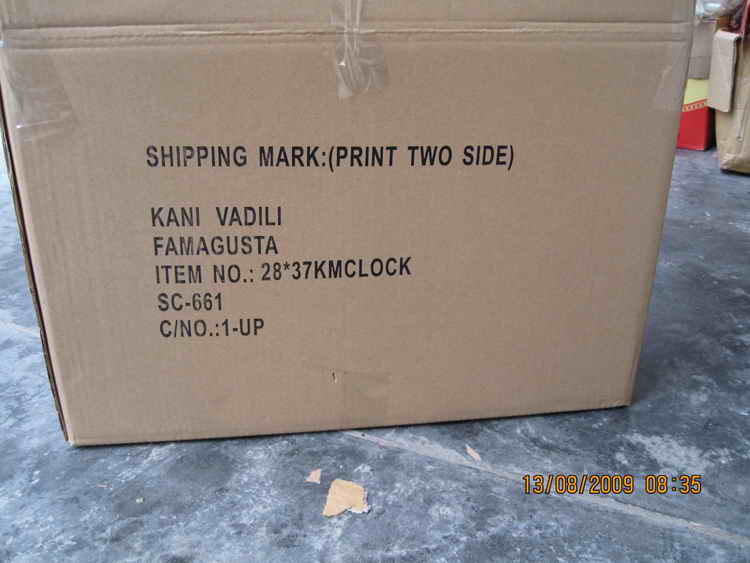 SHIPPING MARK:(PRINT TWO SIDE)
KANI VADILI
FAMAGUSTA
ITEM NO.: 28*37KMCLOCK
SC-661
C/NO.:1-UP
13/08/2009 08:35